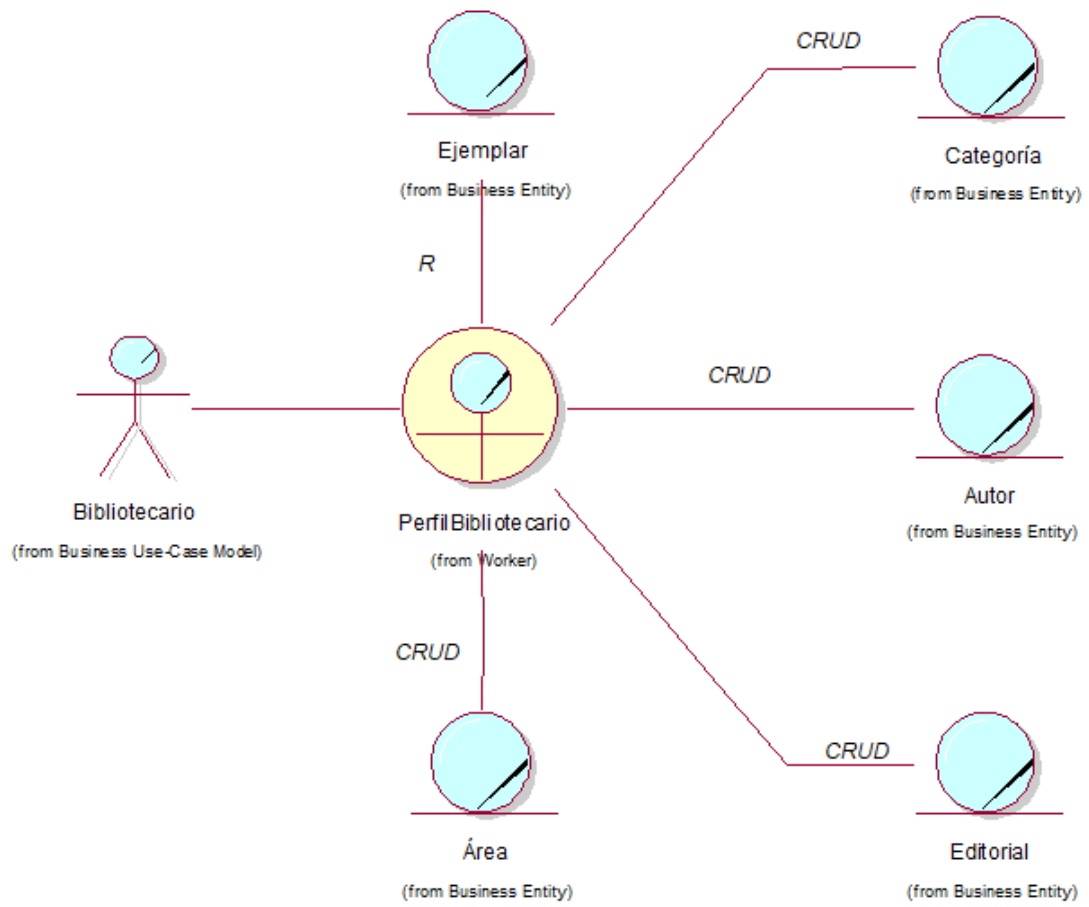 CRUD
Ejemplar
(from Business Entity)
Categoría
(from Business Entity)
R
CRUD
Bibliotecario
(from Business Use-Case Model)
PerfilBibliotecario
(from Worker)
Autor
(from Business Entity)
CRUD
CRUD
Área
(from Business Entity)
Editorial
(from Business Entity)